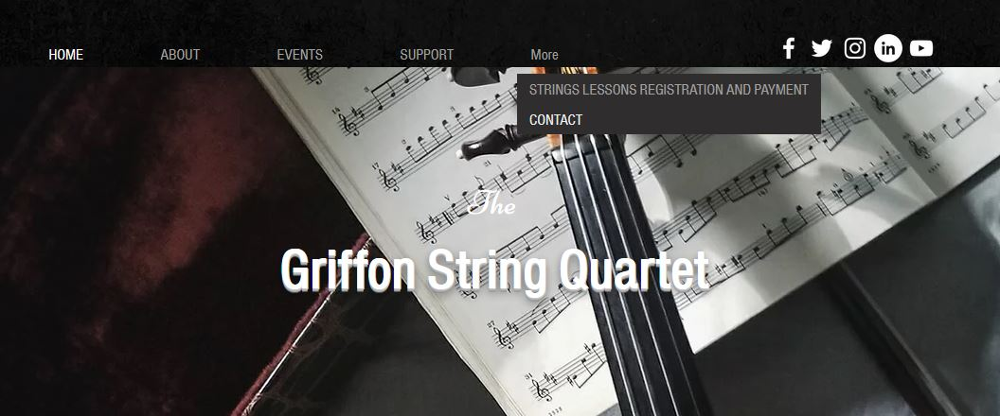 HOME ABOUT EVENTS SUPPORT More
STRINGS LESSONS REGISTRATION AND PAYMENT
CONTACT
The
Griffon String Quartet